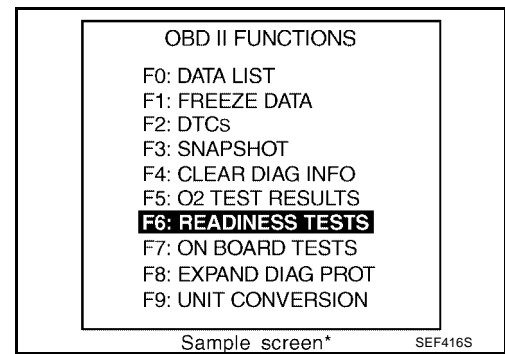 OBD II FUNCTIONS
F0: DATA LIST
F1: FREEZE DATA
F2: DTCs
F3: SNAPSHOT
F4: CLEAR DIAG INFO
F5: O2 TEST RESULTS
F6: READINESS TESTS
F7: ON BOARD TESTS
F8: EXPAND DIAG PROT
F9: UNIT CONVERSION
Sample screen*
SEF416S